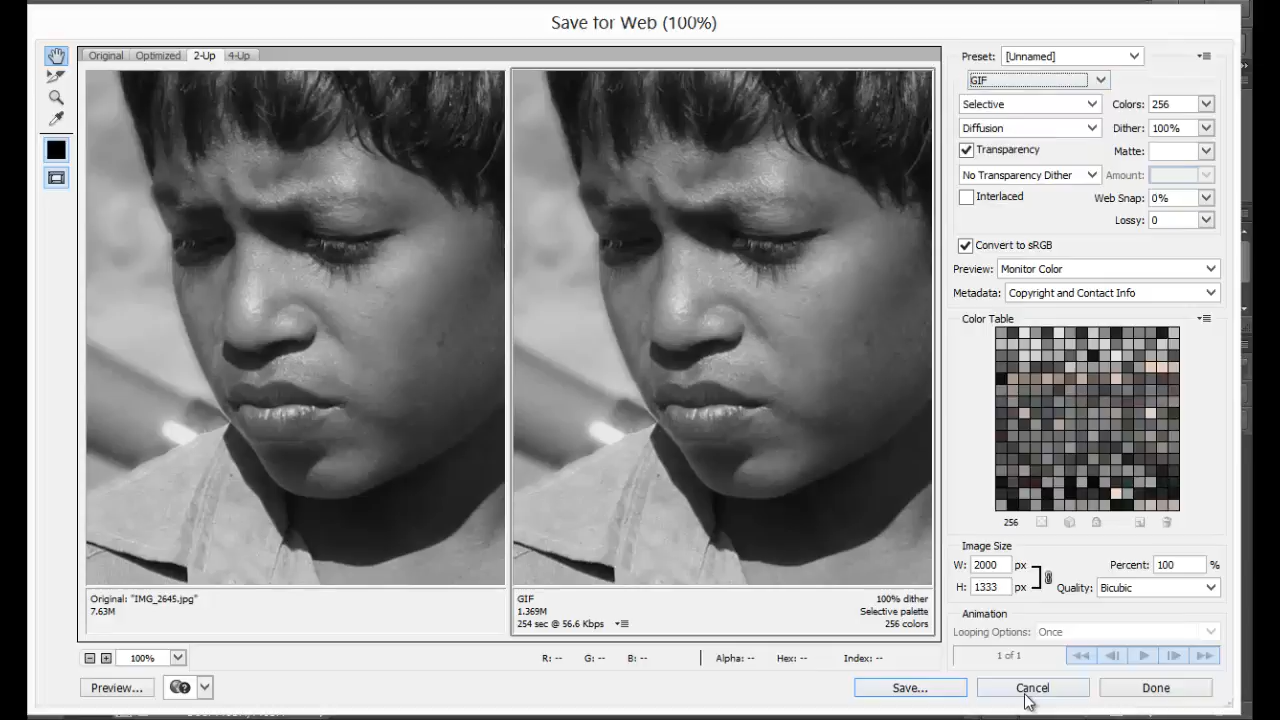 Save for Web (100%)
Original
Optimized
2-Up
4-Up
Preset:
[Unnamed]
GIF
Selective
Colors:
256
Diffusion
Dither:
100%
Transparency
Matte:
No Transparency Dither
Amount:
Interlaced
Web Snap:
0%
Lossy:
0
Convert to sRGB
Preview:
Monitor Color
Metadata:
Copyright and Contact Info
Color Table
256
Image Size
W:
2000
px
Percent:
100
%
H:
1333
px
Quality:
Bicubic
Animation
Looping Options:
Once
1 of 1
Original: "IMG_2645.jpg"
7.63M
GIF
1.369M
254 sec @ 56.6 Kbps
100% dither
Selective palette
256 colors
100%
R: --
G: --
B: --
Alpha: --
Hex: --
Index: --
Preview...
Save...
Cancel
Done